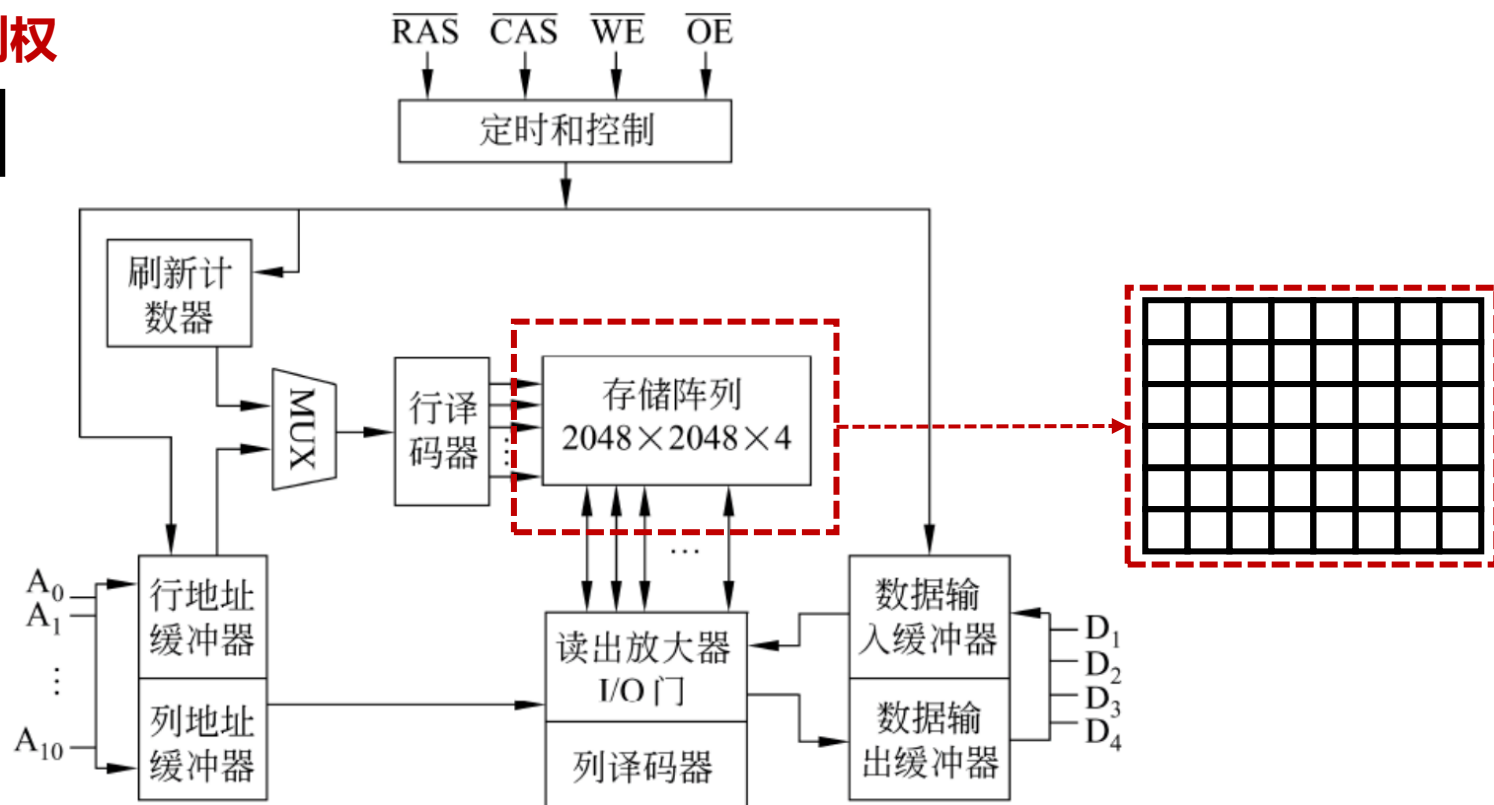 制权
RAS CAS WE OE
定时和控制
刷新计
数器
MUX
行译
码器
⋮
存储阵列
2048×2048×4
…
A0
A1
⋮
A10
行地址
缓冲器
列地址
缓冲器
读出放大器
I/O 门
列译码器
数据输
入缓冲器
数据输
出缓冲器
D1
D2
D3
D4